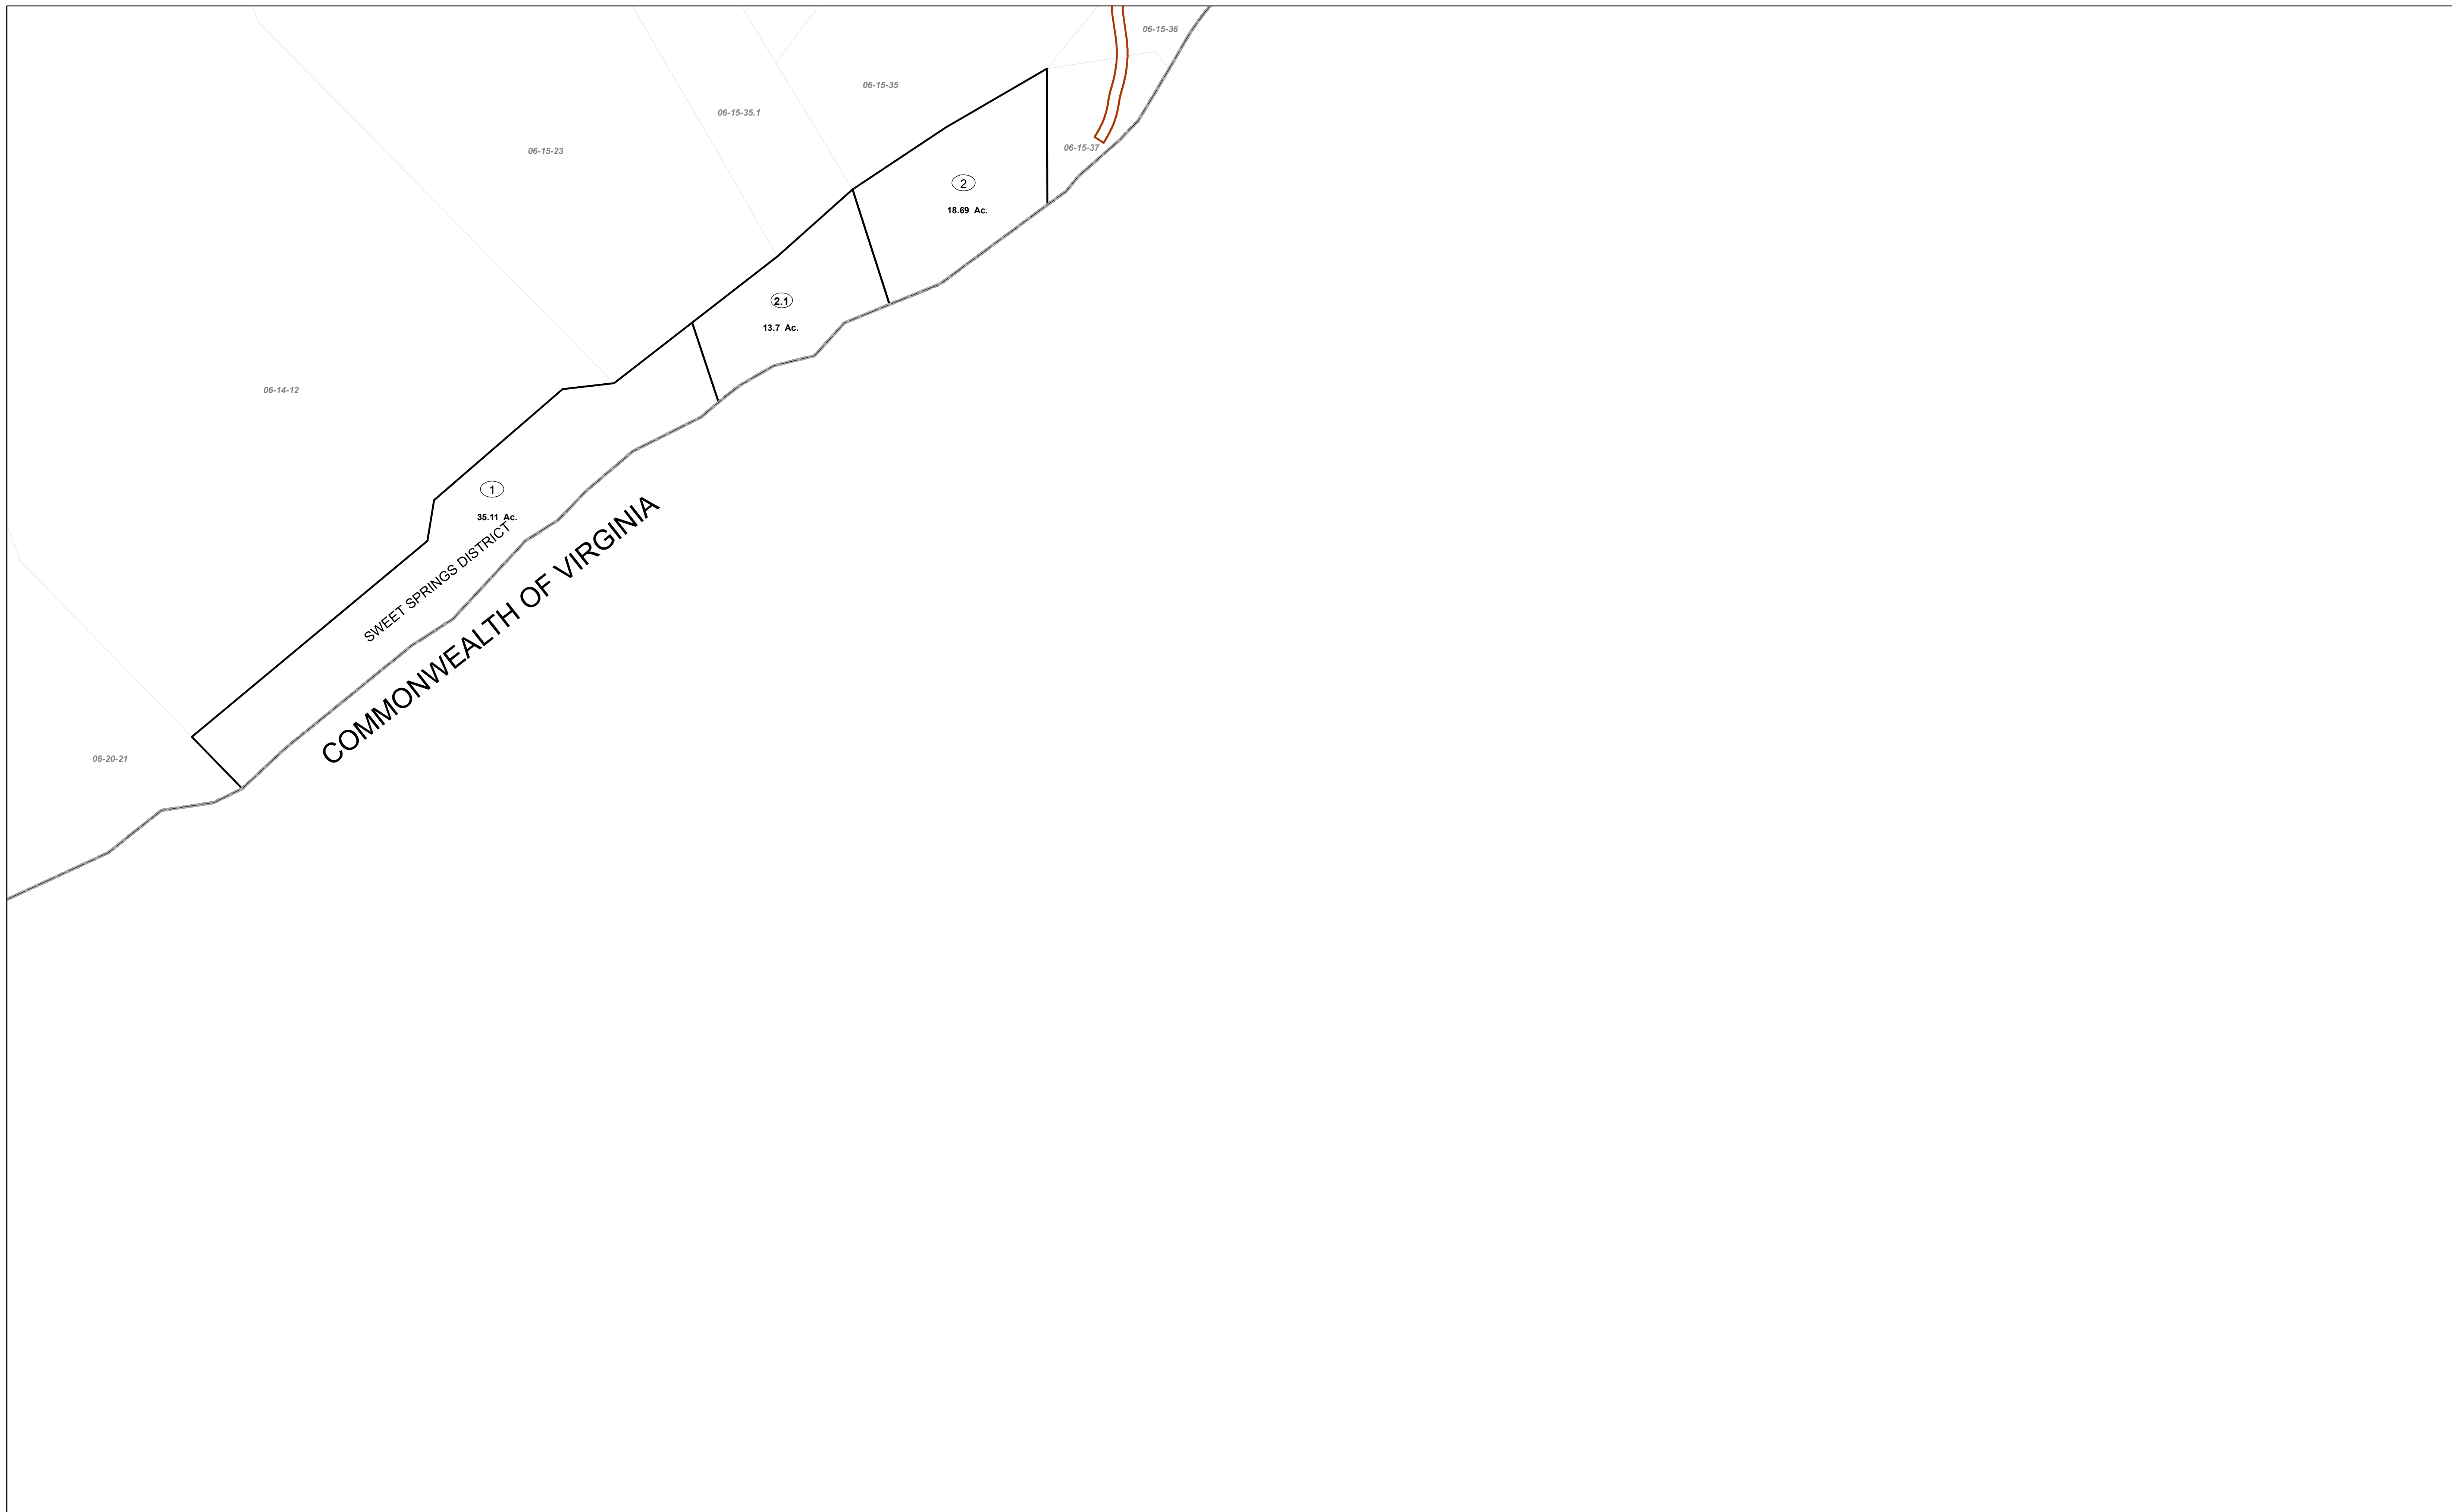 06-15-36
06-15-35
06-15-35.1
06-15-37
06-15-23
2
18.69 Ac.
2.1
13.7 Ac.
06-14-12
1
35.11 Ac.
SWEET SPRINGS DISTRICT
COMMONWEALTH OF VIRGINIA
06-20-21